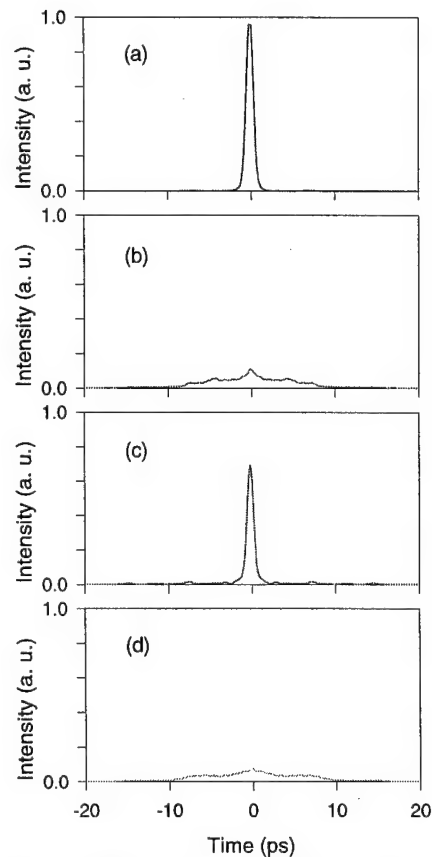 1.0
(a)
Intensity (a. u.)
0.0
1.0
(b)
Intensity (a. u.)
0.0
1.0
(c)
Intensity (a. u.)
0.0
1.0
(d)
Intensity (a. u.)
0.0
-20 -10 0 10 20
Time (ps)